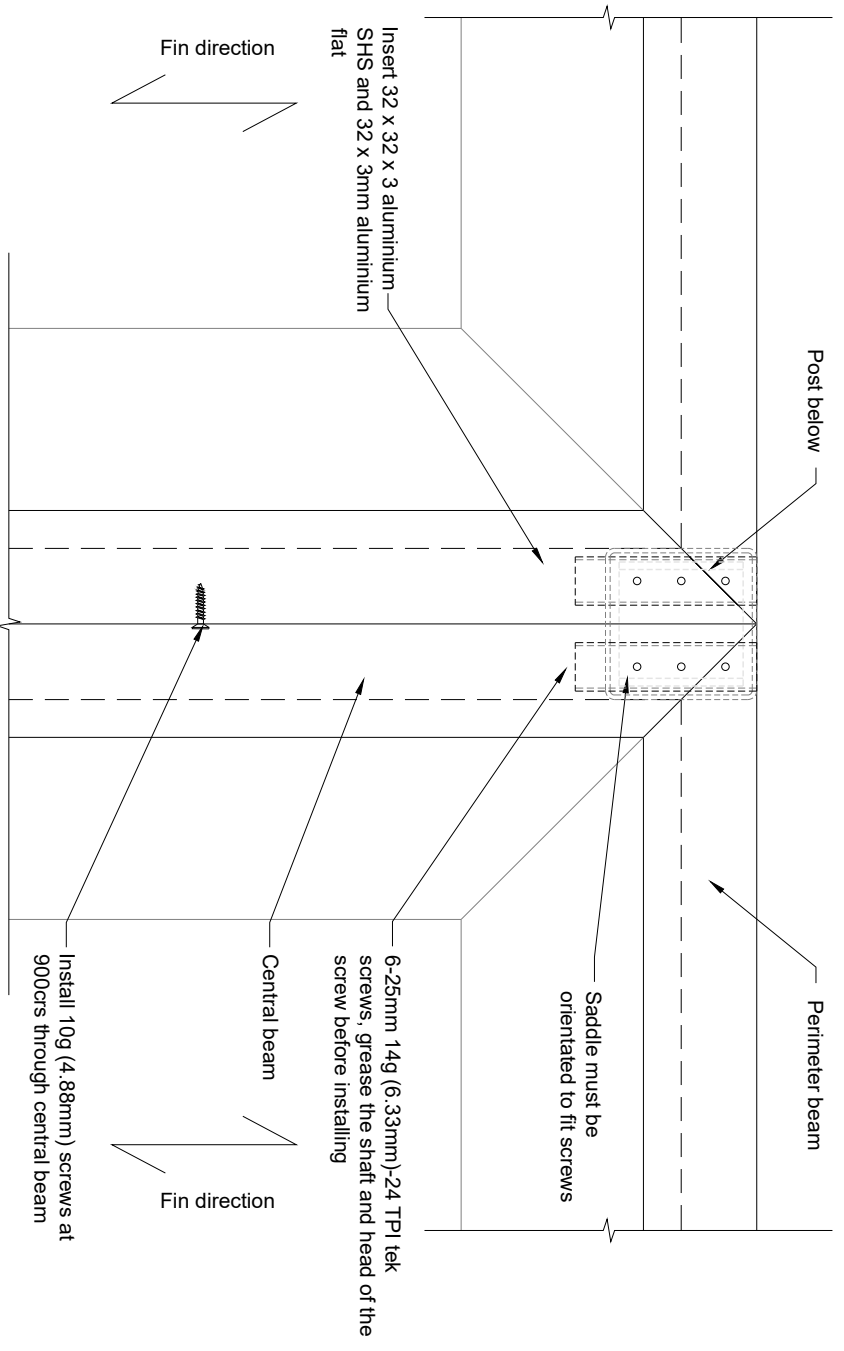 Fin direction
Insert 32 x 32 x 3 aluminium
SHS and 32 x 3mm aluminium
flat
Post below
Perimeter beam
Saddle must be
orientated to fit screws
6-25mm 14g (6.33mm)-24 TPI tek
screws, grease the shaft and head of the
screw before installing
Central beam
Install 10g (4.88mm) screws at
900crs through central beam
Fin direction